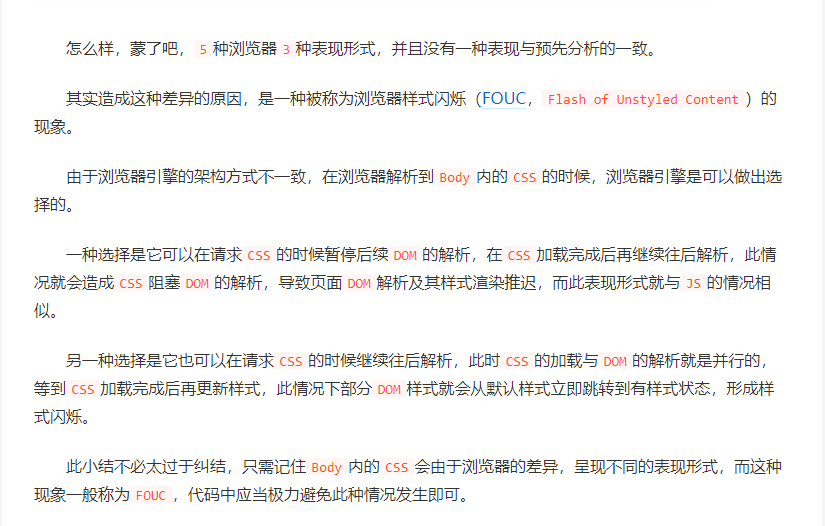 怎么样，蒙了吧， 5 种浏览器 3 种表现形式，并且没有一种表现与预先分析的一致。
其实造成这种差异的原因，是一种被称为浏览器样式闪烁（FOUC， Flash of Unstyled Content ）的
现象。
由于浏览器引擎的架构方式不一致，在浏览器解析到 Body 内的 CSS 的时候，浏览器引擎是可以做出选
择的。
一种选择是它可以在请求 CSS 的时候暂停后续 DOM 的解析，在 CSS 加载完成后再继续往后解析，此情
况就会造成 CSS 阻塞 DOM 的解析，导致页面 DOM 解析及其样式渲染推迟，而此表现形式就与 JS 的情况相
似。
另一种选择是它也可以在请求 CSS 的时候继续往后解析，此时 CSS 的加载与 DOM 的解析就是并行的，
等到 CSS 加载完成后再更新样式，此情况下部分 DOM 样式就会从默认样式立即跳转到有样式状态，形成样
式闪烁。
此小结不必太过于纠结，只需记住 Body 内的 CSS 会由于浏览器的差异，呈现不同的表现形式，而这种
现象一般称为 FOUC ，代码中应当极力避免此种情况发生即可。